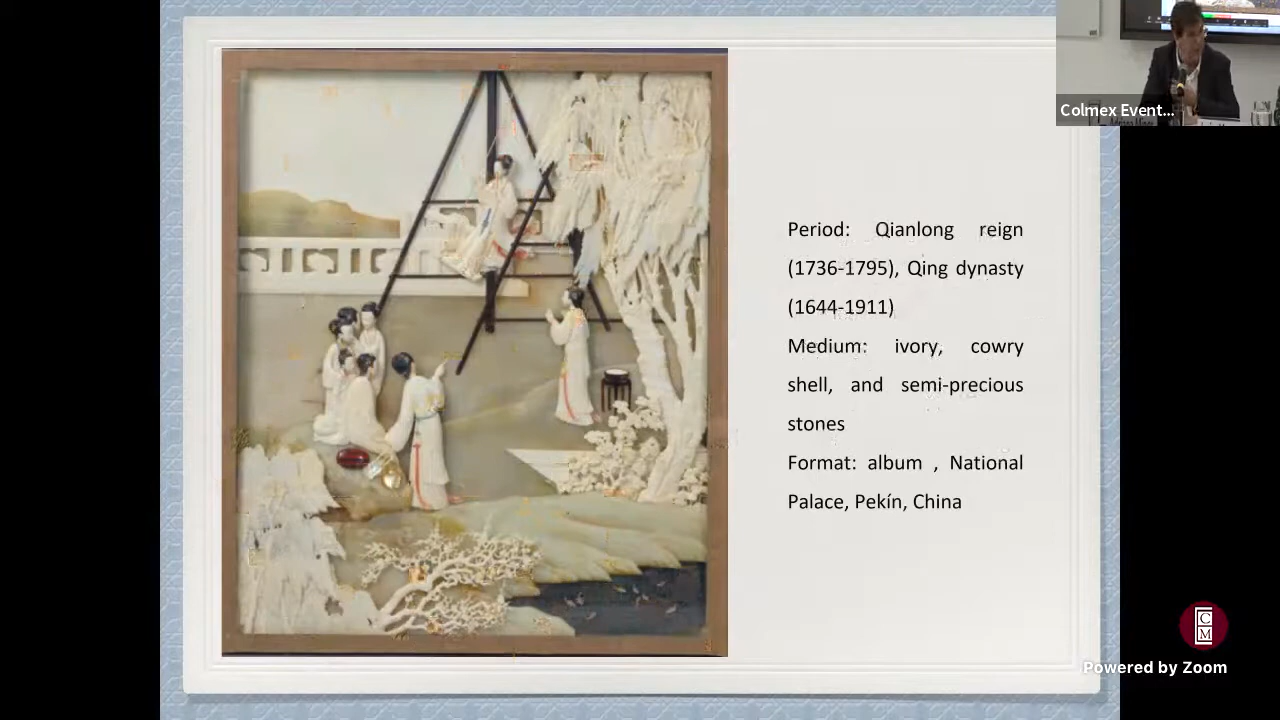 Colmex Event...
Period: Qianlong reign
(1736-1795), Qing dynasty
(1644-1911)
Medium: ivory, cowry
shell, and semi-precious
stones
Format: album , National
Palace, Pekín, China
C
M
Powered by Zoom